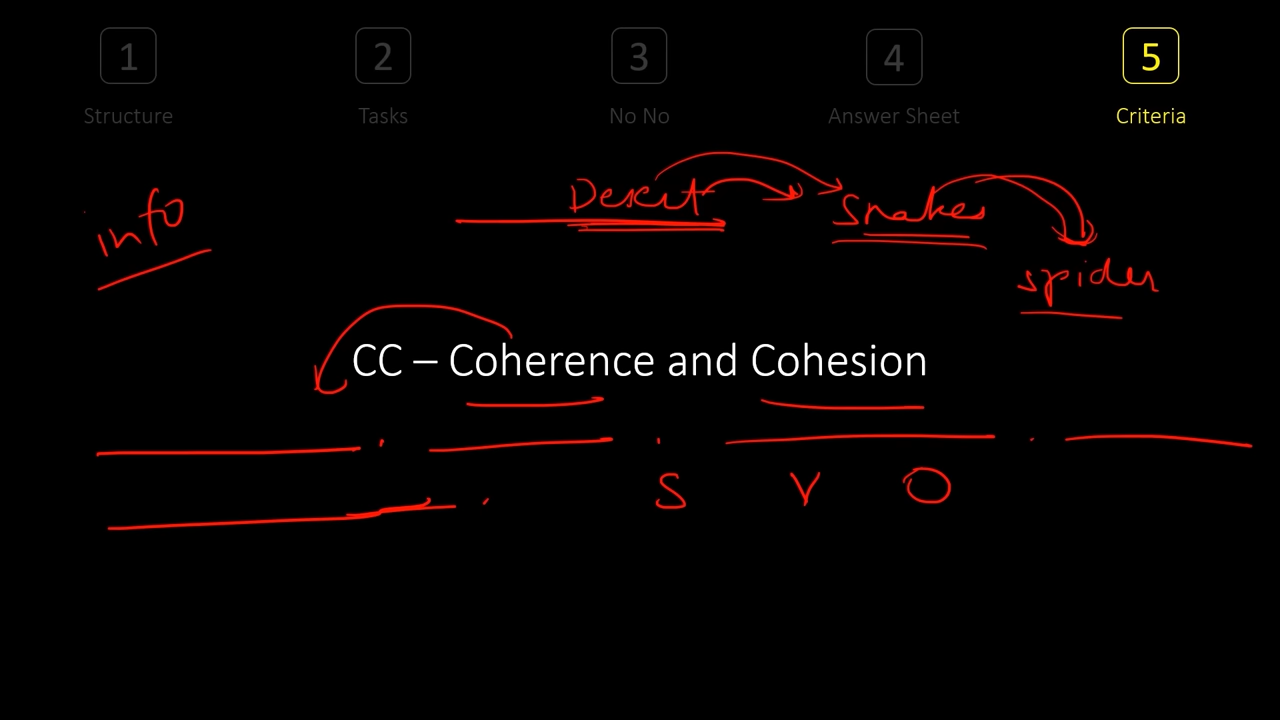 1 2 3 4 5
Structure Tasks No No Answer Sheet Criteria
info Desert Snakes
spider
CC – Coherence and Cohesion
S V O